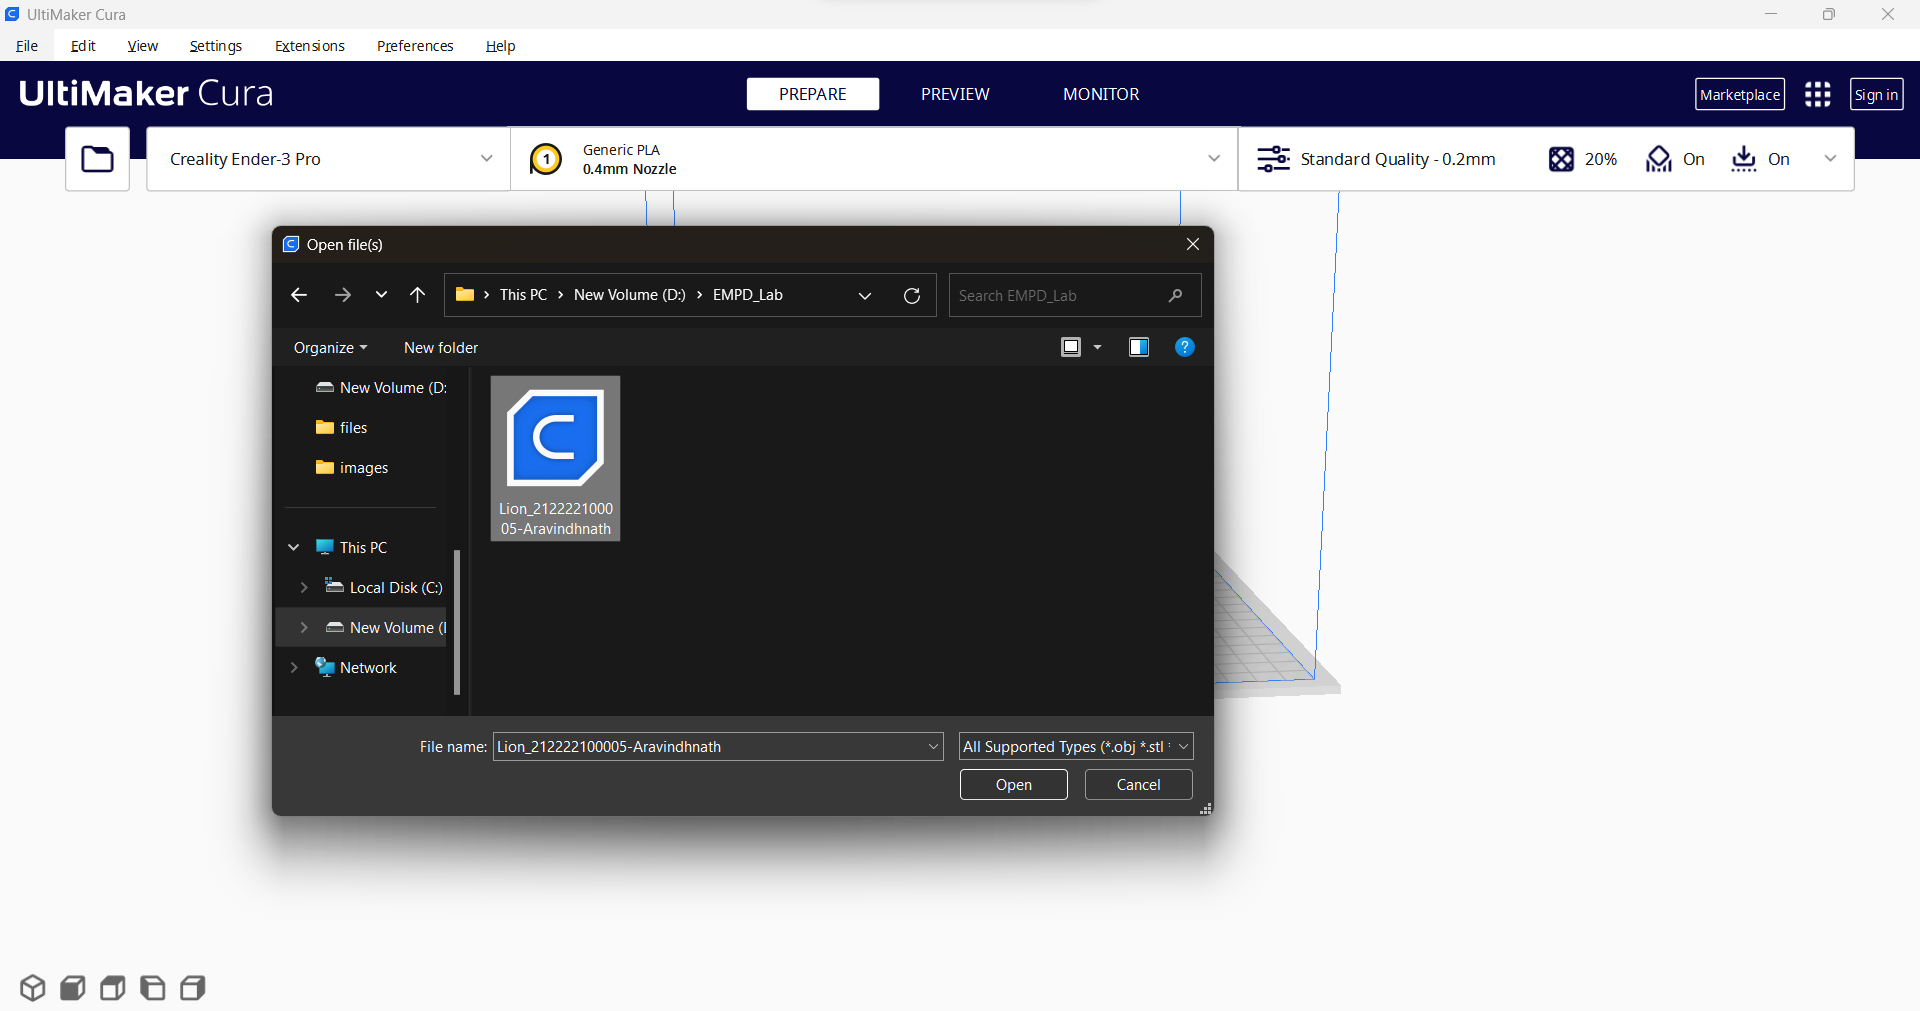 UltiMaker Cura
File Edit View Settings Extensions Preferences Help
UltiMaker Cura PREPARE PREVIEW MONITOR Marketplace Sign in
Creality Ender-3 Pro 1 Generic PLA
0.4mm Nozzle Standard Quality - 0.2mm 20% On On
Open file(s)
This PC › New Volume (D:) › EMPD_Lab Search EMPD_Lab
Organize New folder
New Volume (D:
files
images
This PC
Local Disk (C:)
New Volume (
Network
Lion_2122221000
05-Aravindhnath
File name: Lion_212222100005-Aravindhnath All Supported Types (*.obj *.stl *
Open Cancel